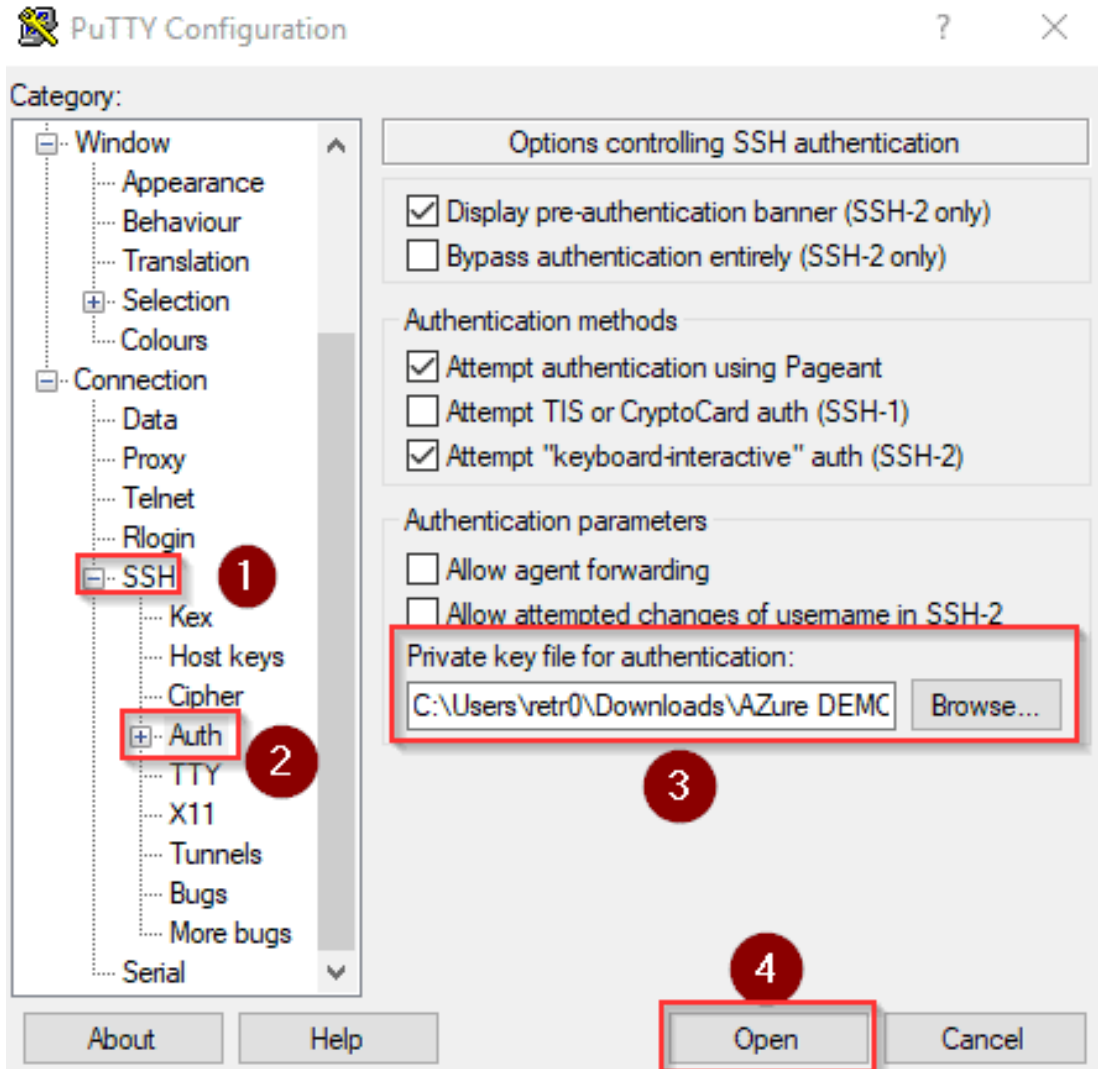 PuTTY Configuration
?
Category:
Window
Appearance
Behaviour
Translation
Selection
Colours
Connection
Data
Proxy
Telnet
Rlogin
SSH
1
Kex
Host keys
Cipher
Auth
2
TTY
X11
Tunnels
Bugs
More bugs
Serial
Options controlling SSH authentication
Display pre-authentication banner (SSH-2 only)
Bypass authentication entirely (SSH-2 only)
Authentication methods
Attempt authentication using Pageant
Attempt TIS or CryptoCard auth (SSH-1)
Attempt "keyboard-interactive" auth (SSH-2)
Authentication parameters
Allow agent forwarding
Allow attempted changes of username in SSH-2
Private key file for authentication:
C:\Users\retr0\Downloads\AZure DEMO Browse...
3
4
About Help Open Cancel